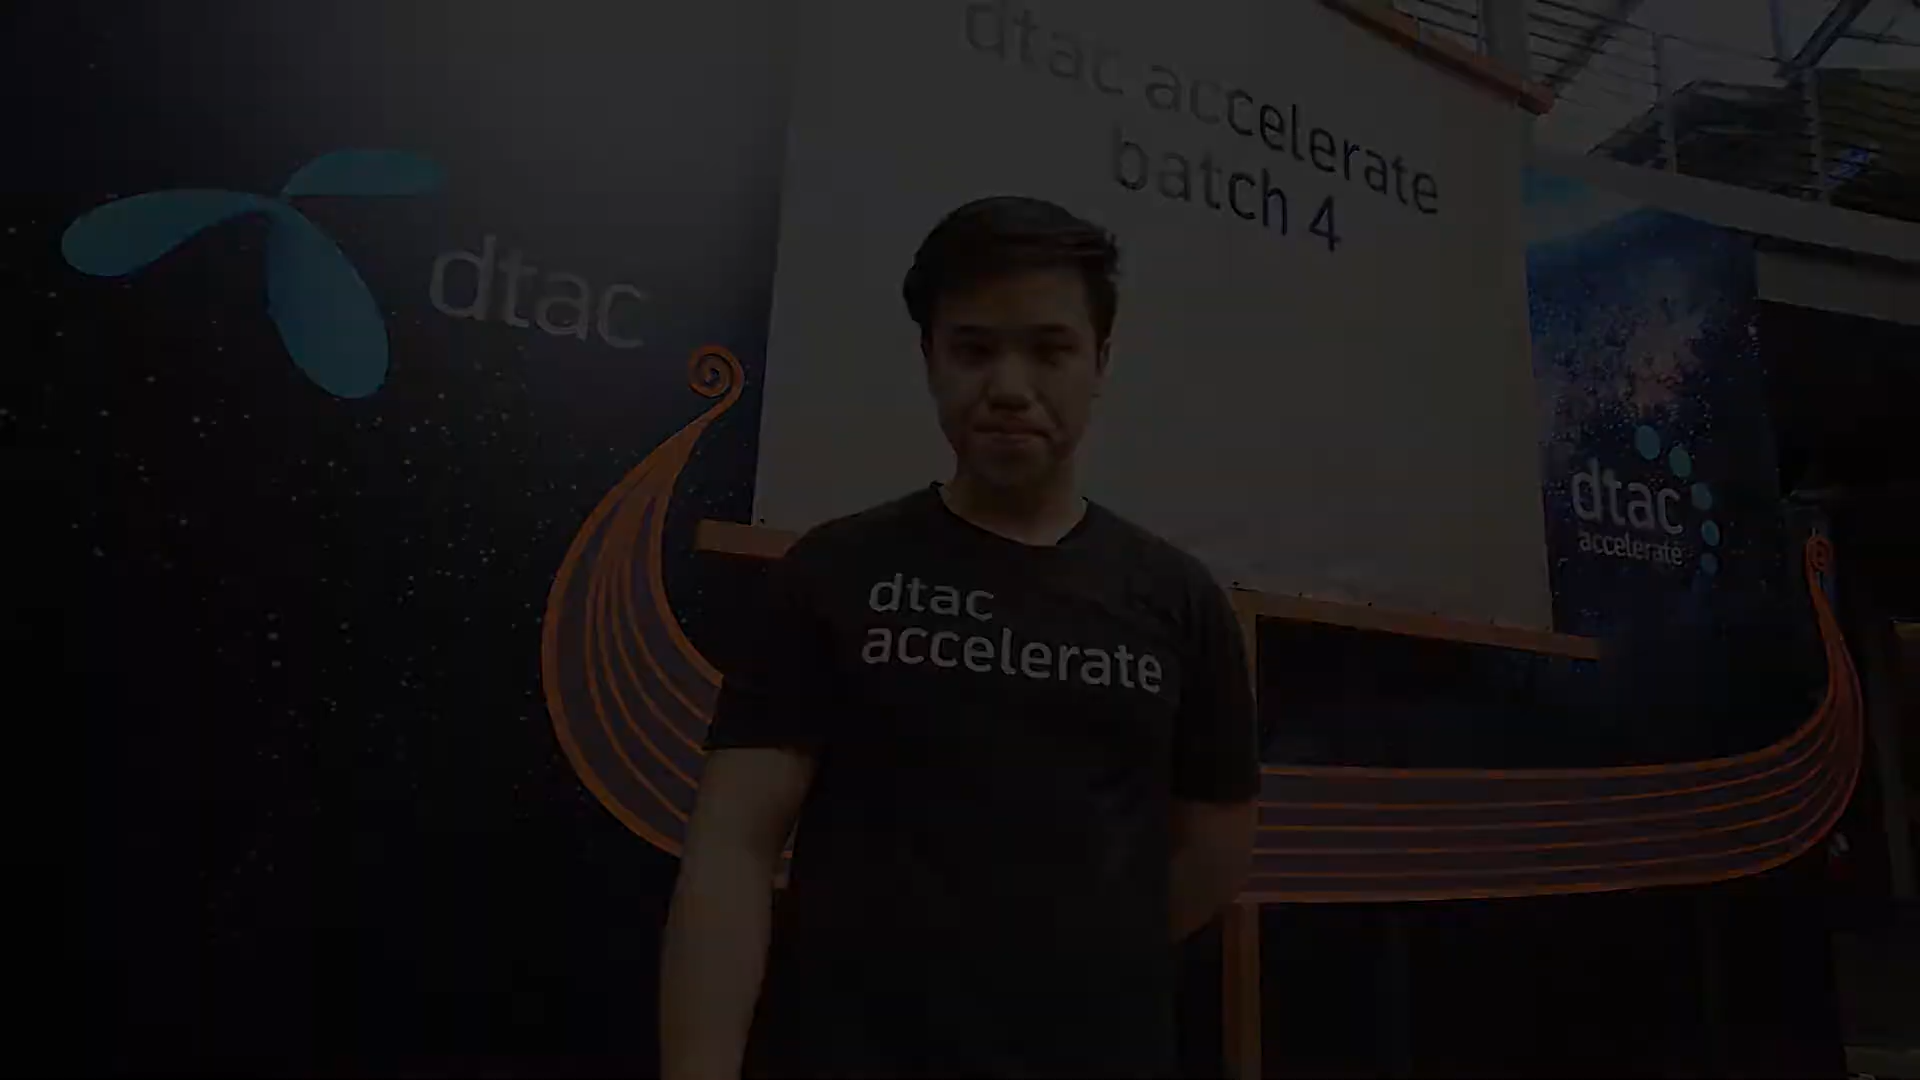 dtac accelerate
batch 4
dtac
dtac
accelerate
dtac
accelerate